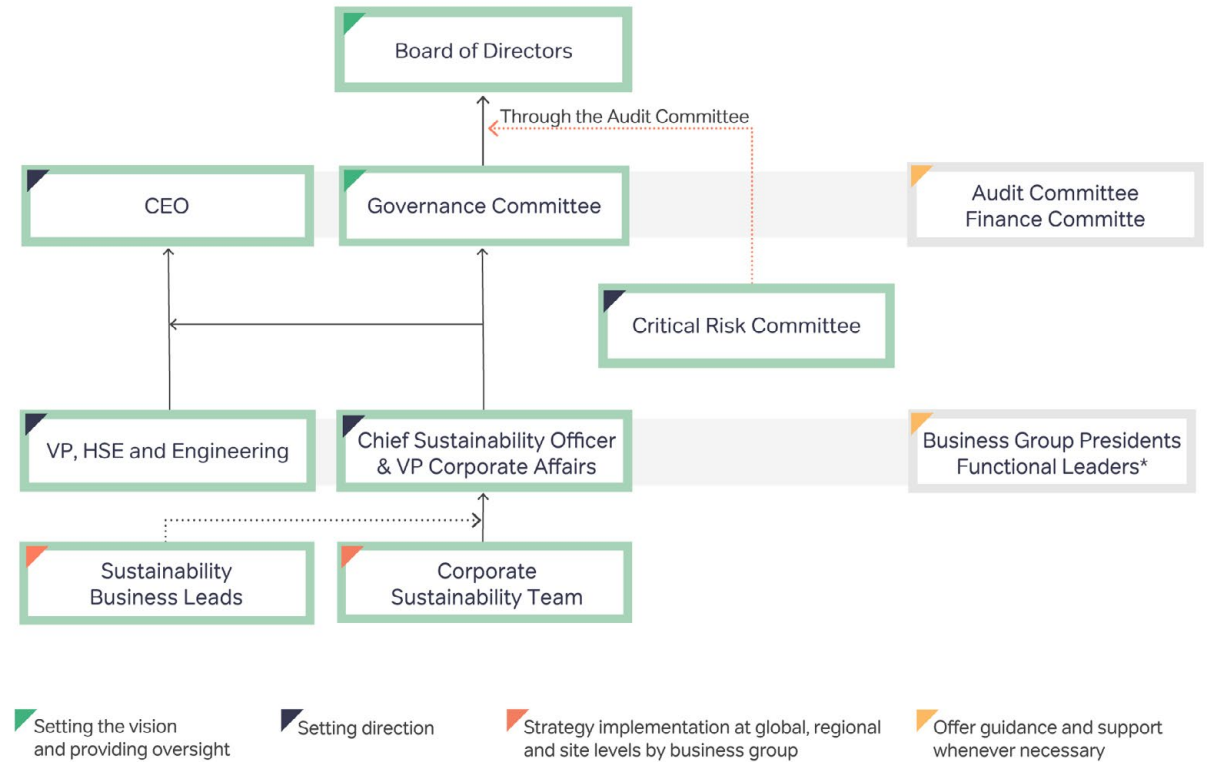 Board of Directors
Through the Audit Committee
CEO
Governance Committee
Audit Committee
Finance Committe
Critical Risk Committee
VP, HSE and Engineering
Chief Sustainability Officer
& VP Corporate Affairs
Business Group Presidents
Functional Leaders*
Sustainability
Business Leads
Corporate
Sustainability Team
Setting the vision
and providing oversight
Setting direction
Strategy implementation at global, regional
and site levels by business group
Offer guidance and support
whenever necessary